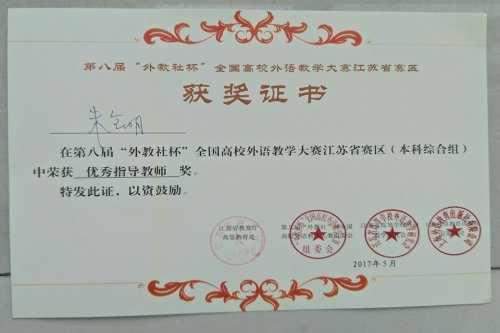 第八届“外教社杯”全国高校外语教学大赛江苏省赛区
获奖证书
在第八届“外教社杯”全国高校外语教学大赛江苏省赛区（本科综合组）
中荣获 优秀指导教师 奖。
特发此证，以资鼓励。
江苏省教育厅
高等教育处
组委会
2017年5月